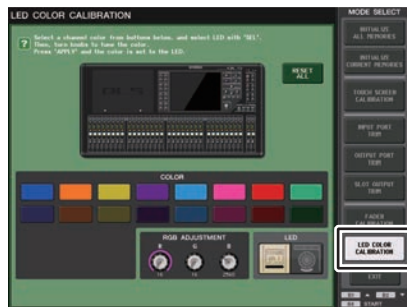 LED COLOR CALIBRATION
Select a channel color from buttons below, and select LED with "SEL".
Then, turn knobs to tune the color.
Press "APPLY" and the color is set to the LED.
RESET
ALL
COLOR
RGB ADJUSTMENT
R
G
B
LED
MODE SELECT
INITIALIZE
ALL MEMORIES
INITIALIZE
CURRENT MEMORIES
TOUCH SCREEN
CALIBRATION
INPUT PORT
TRIM
OUTPUT PORT
TRIM
SLOT OUTPUT
TRIM
FADER
CALIBRATION
LED COLOR
CALIBRATION
EXIT
START